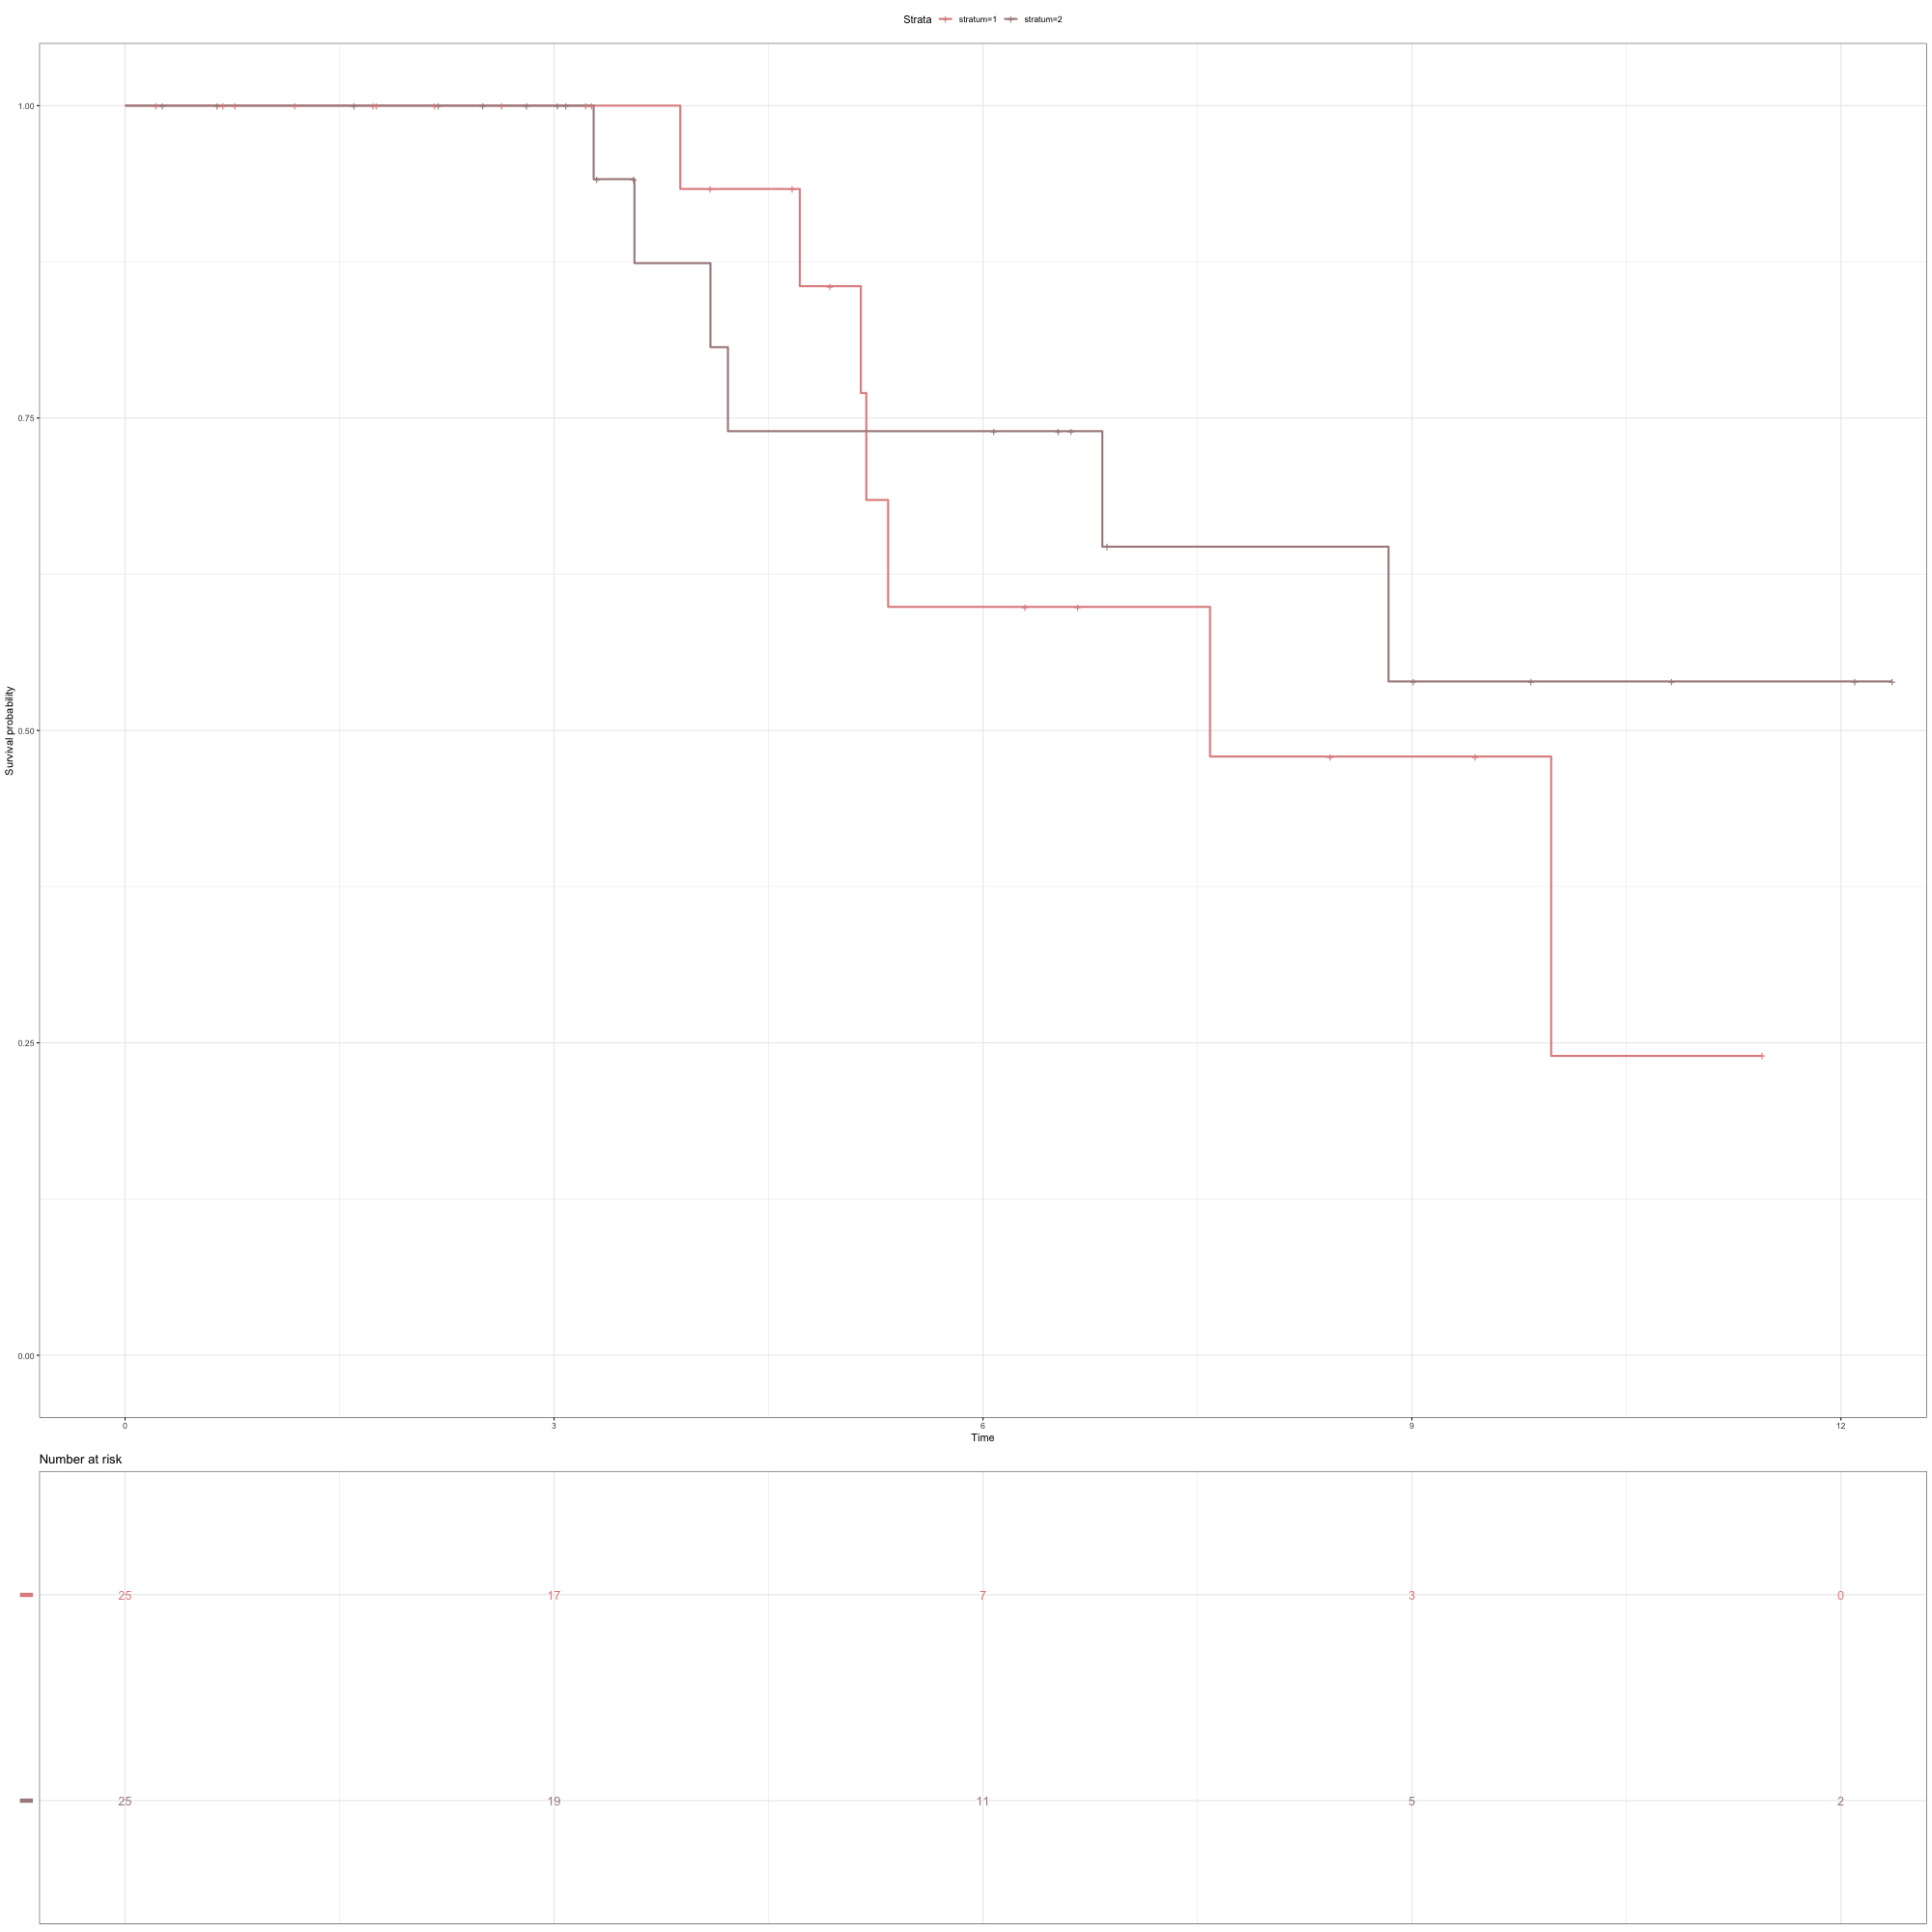 Strata stratum=1 stratum=2
1.00
0.75
0.50
0.25
0.00
Survival probability
0 3 6 9 12
Time
Number at risk
25 17 7 3 0
25 19 11 5 2